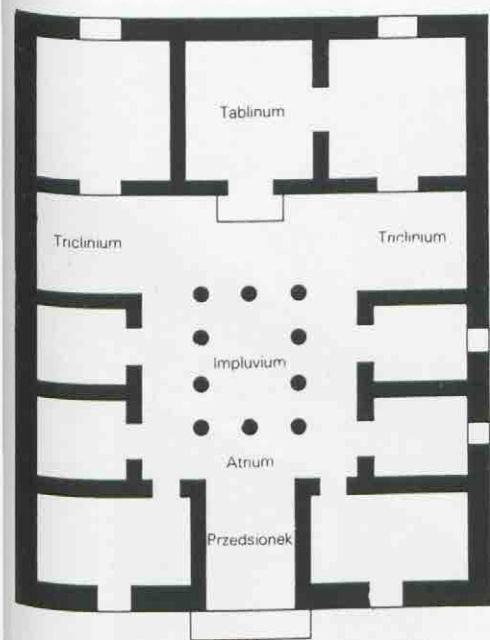 Tablinum
Triclinium
Triclinium
Impluvium
Atrium
Przedsionek